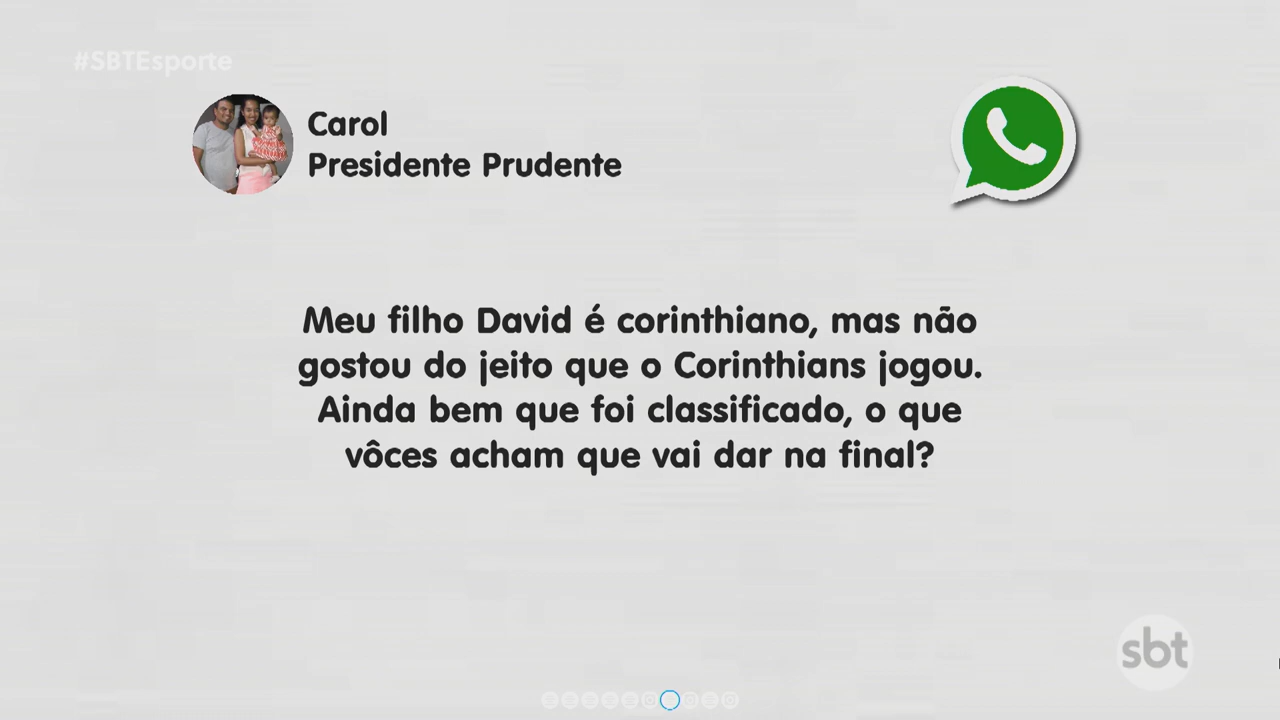 #SBTEsporte
Carol
Presidente Prudente
Meu filho David é corinthiano, mas não
gostou do jeito que o Corinthians jogou.
Ainda bem que foi classificado, o que
vôces acham que vai dar na final?
sbt